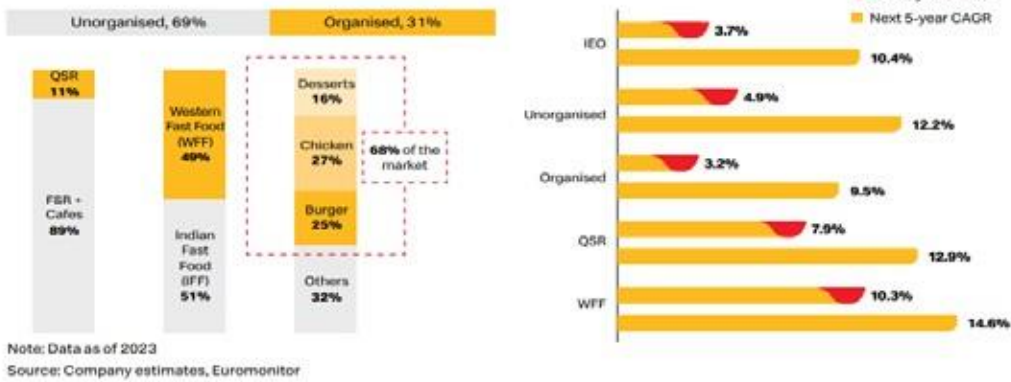 Unorganised, 69%
Organised, 31%
QSR
11%
FSR +
Cafes
89%
Western
Fast Food
(WFF)
49%
Indian
Fast
Food
(IFF)
51%
Desserts
16%
Chicken
27%
Burger
25%
Others
32%
68% of the
market
Note: Data as of 2023
Source: Company estimates, Euromonitor
Next 5-year CAGR
IEO
3.7%
10.4%
Unorganised
4.9%
12.2%
Organised
3.2%
9.5%
QSR
7.9%
12.9%
WFF
10.3%
14.6%